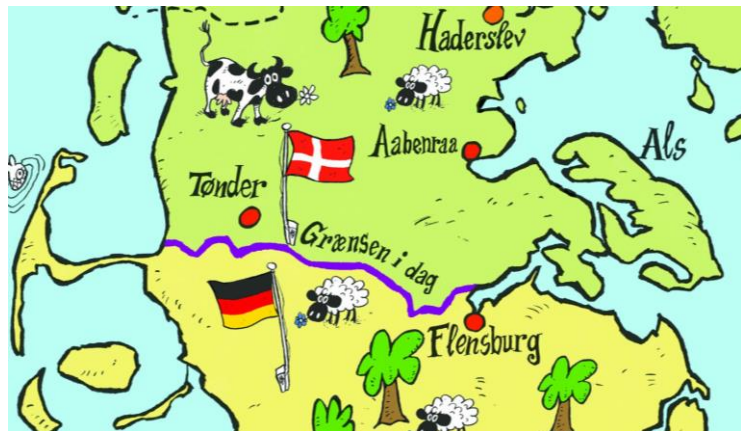 Haderslev
Aabenraa
Als
Tønder
Grænsen i dag
Flensburg